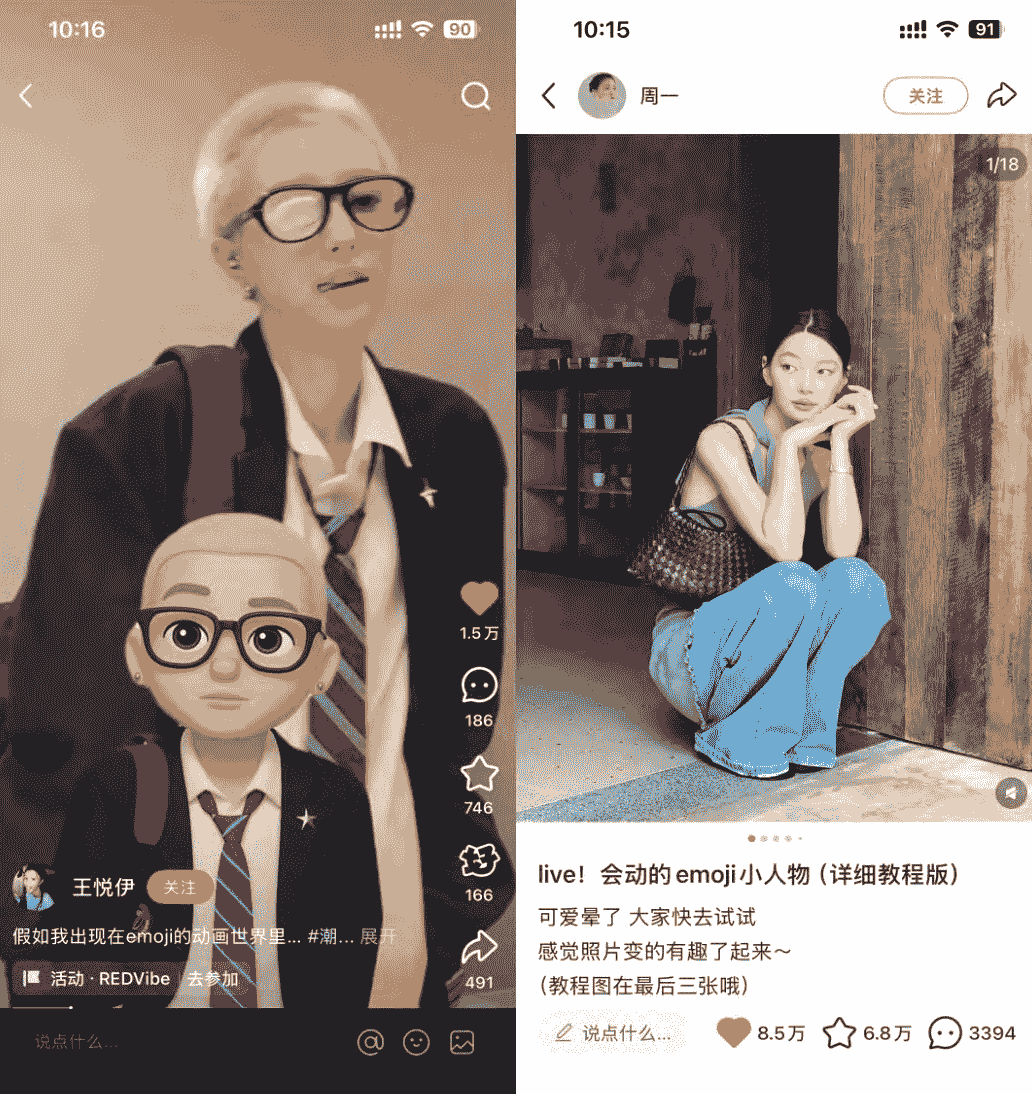 10:16
90
王悦伊
关注
假如我出现在emoji的动画世界里... #潮... 展开
活动 · REDVibe
去参加
1.5万
186
746
166
491
说点什么...
10:15
91
周一
关注
1/18
live！会动的emoji小人物（详细教程版）
可爱晕了 大家快去试试
感觉照片变的有趣了起来～
（教程图在最后三张哦）
说点什么...
8.5万
6.8万
3394